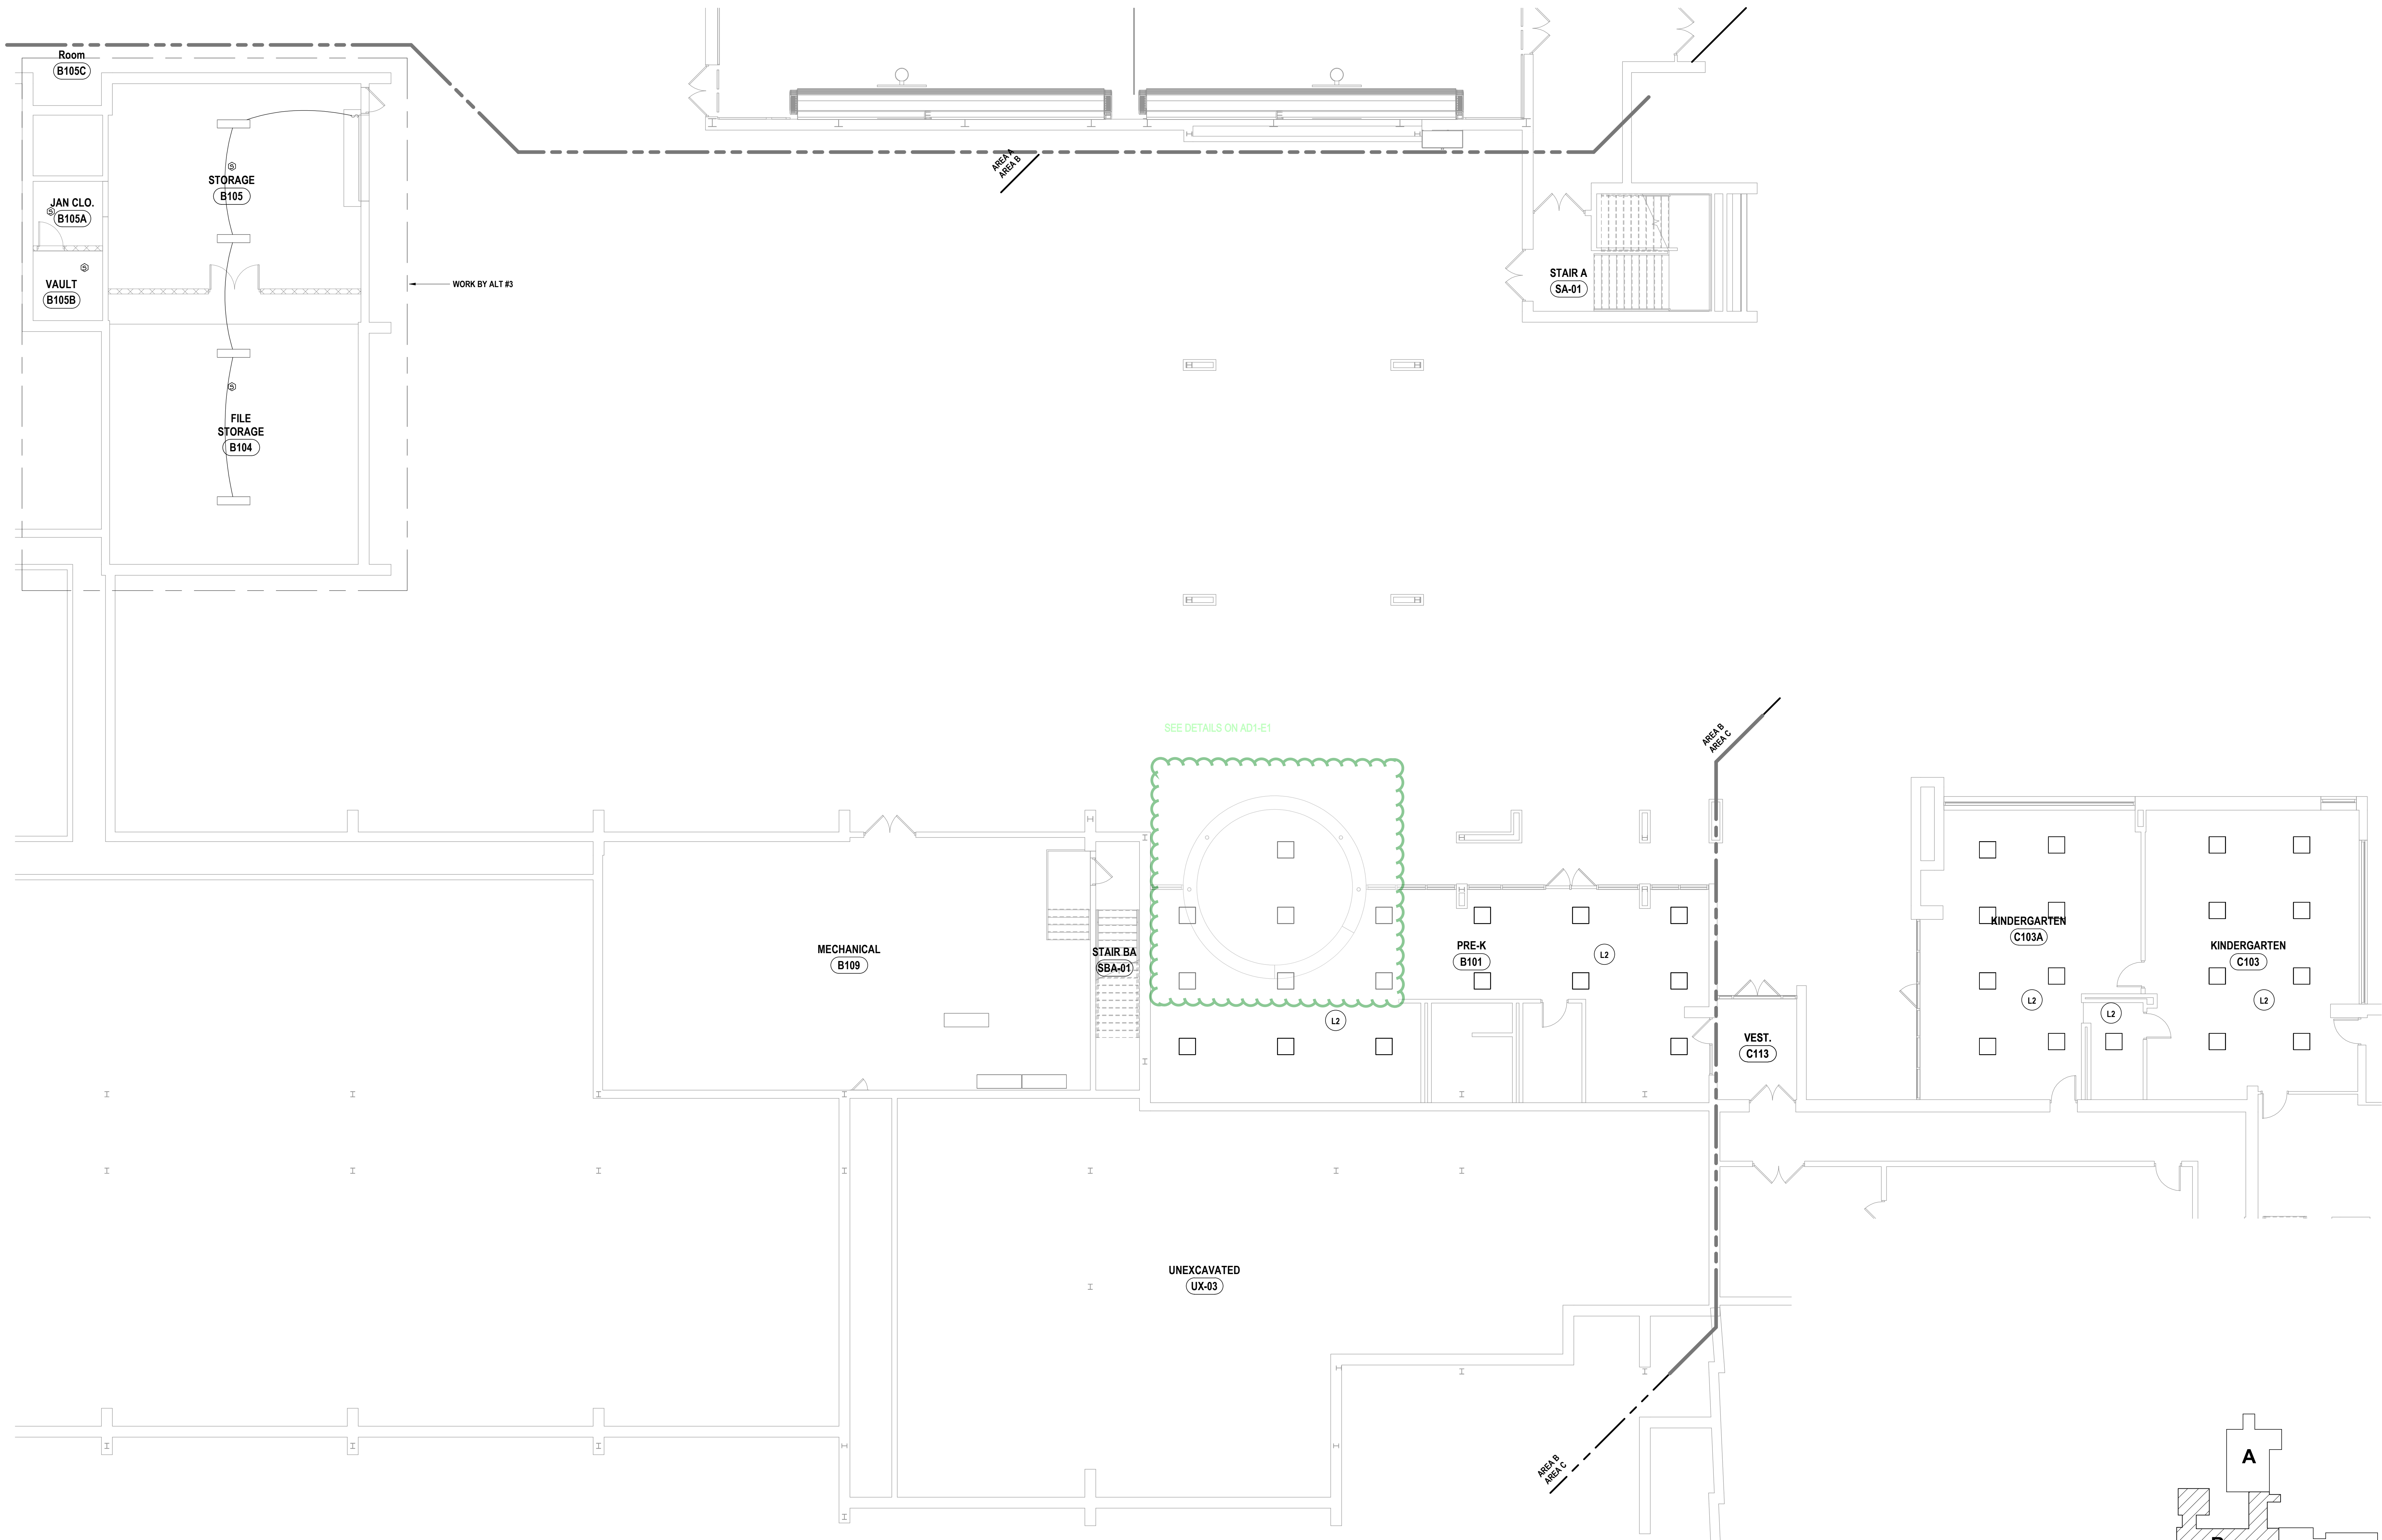 Room
B105C
AREA A
AREA B
STORAGE
B105
JAN CLO.
S
B105A
S
S
VAULT
B105B
WORK BY ALT #3
STAIR A
SA-01
S
FILE
STORAGE
B104
SEE DETAILS ON AD1-E1
AREA B
AREA C
MECHANICAL
B109
STAIR BA
SBA-01
PRE-K
B101
L2
L2
KINDERGARTEN
C103A
KINDERGARTEN
C103
L2
L2
L2
VEST.
C113
UNEXCAVATED
UX-03
AREA B
AREA C
A